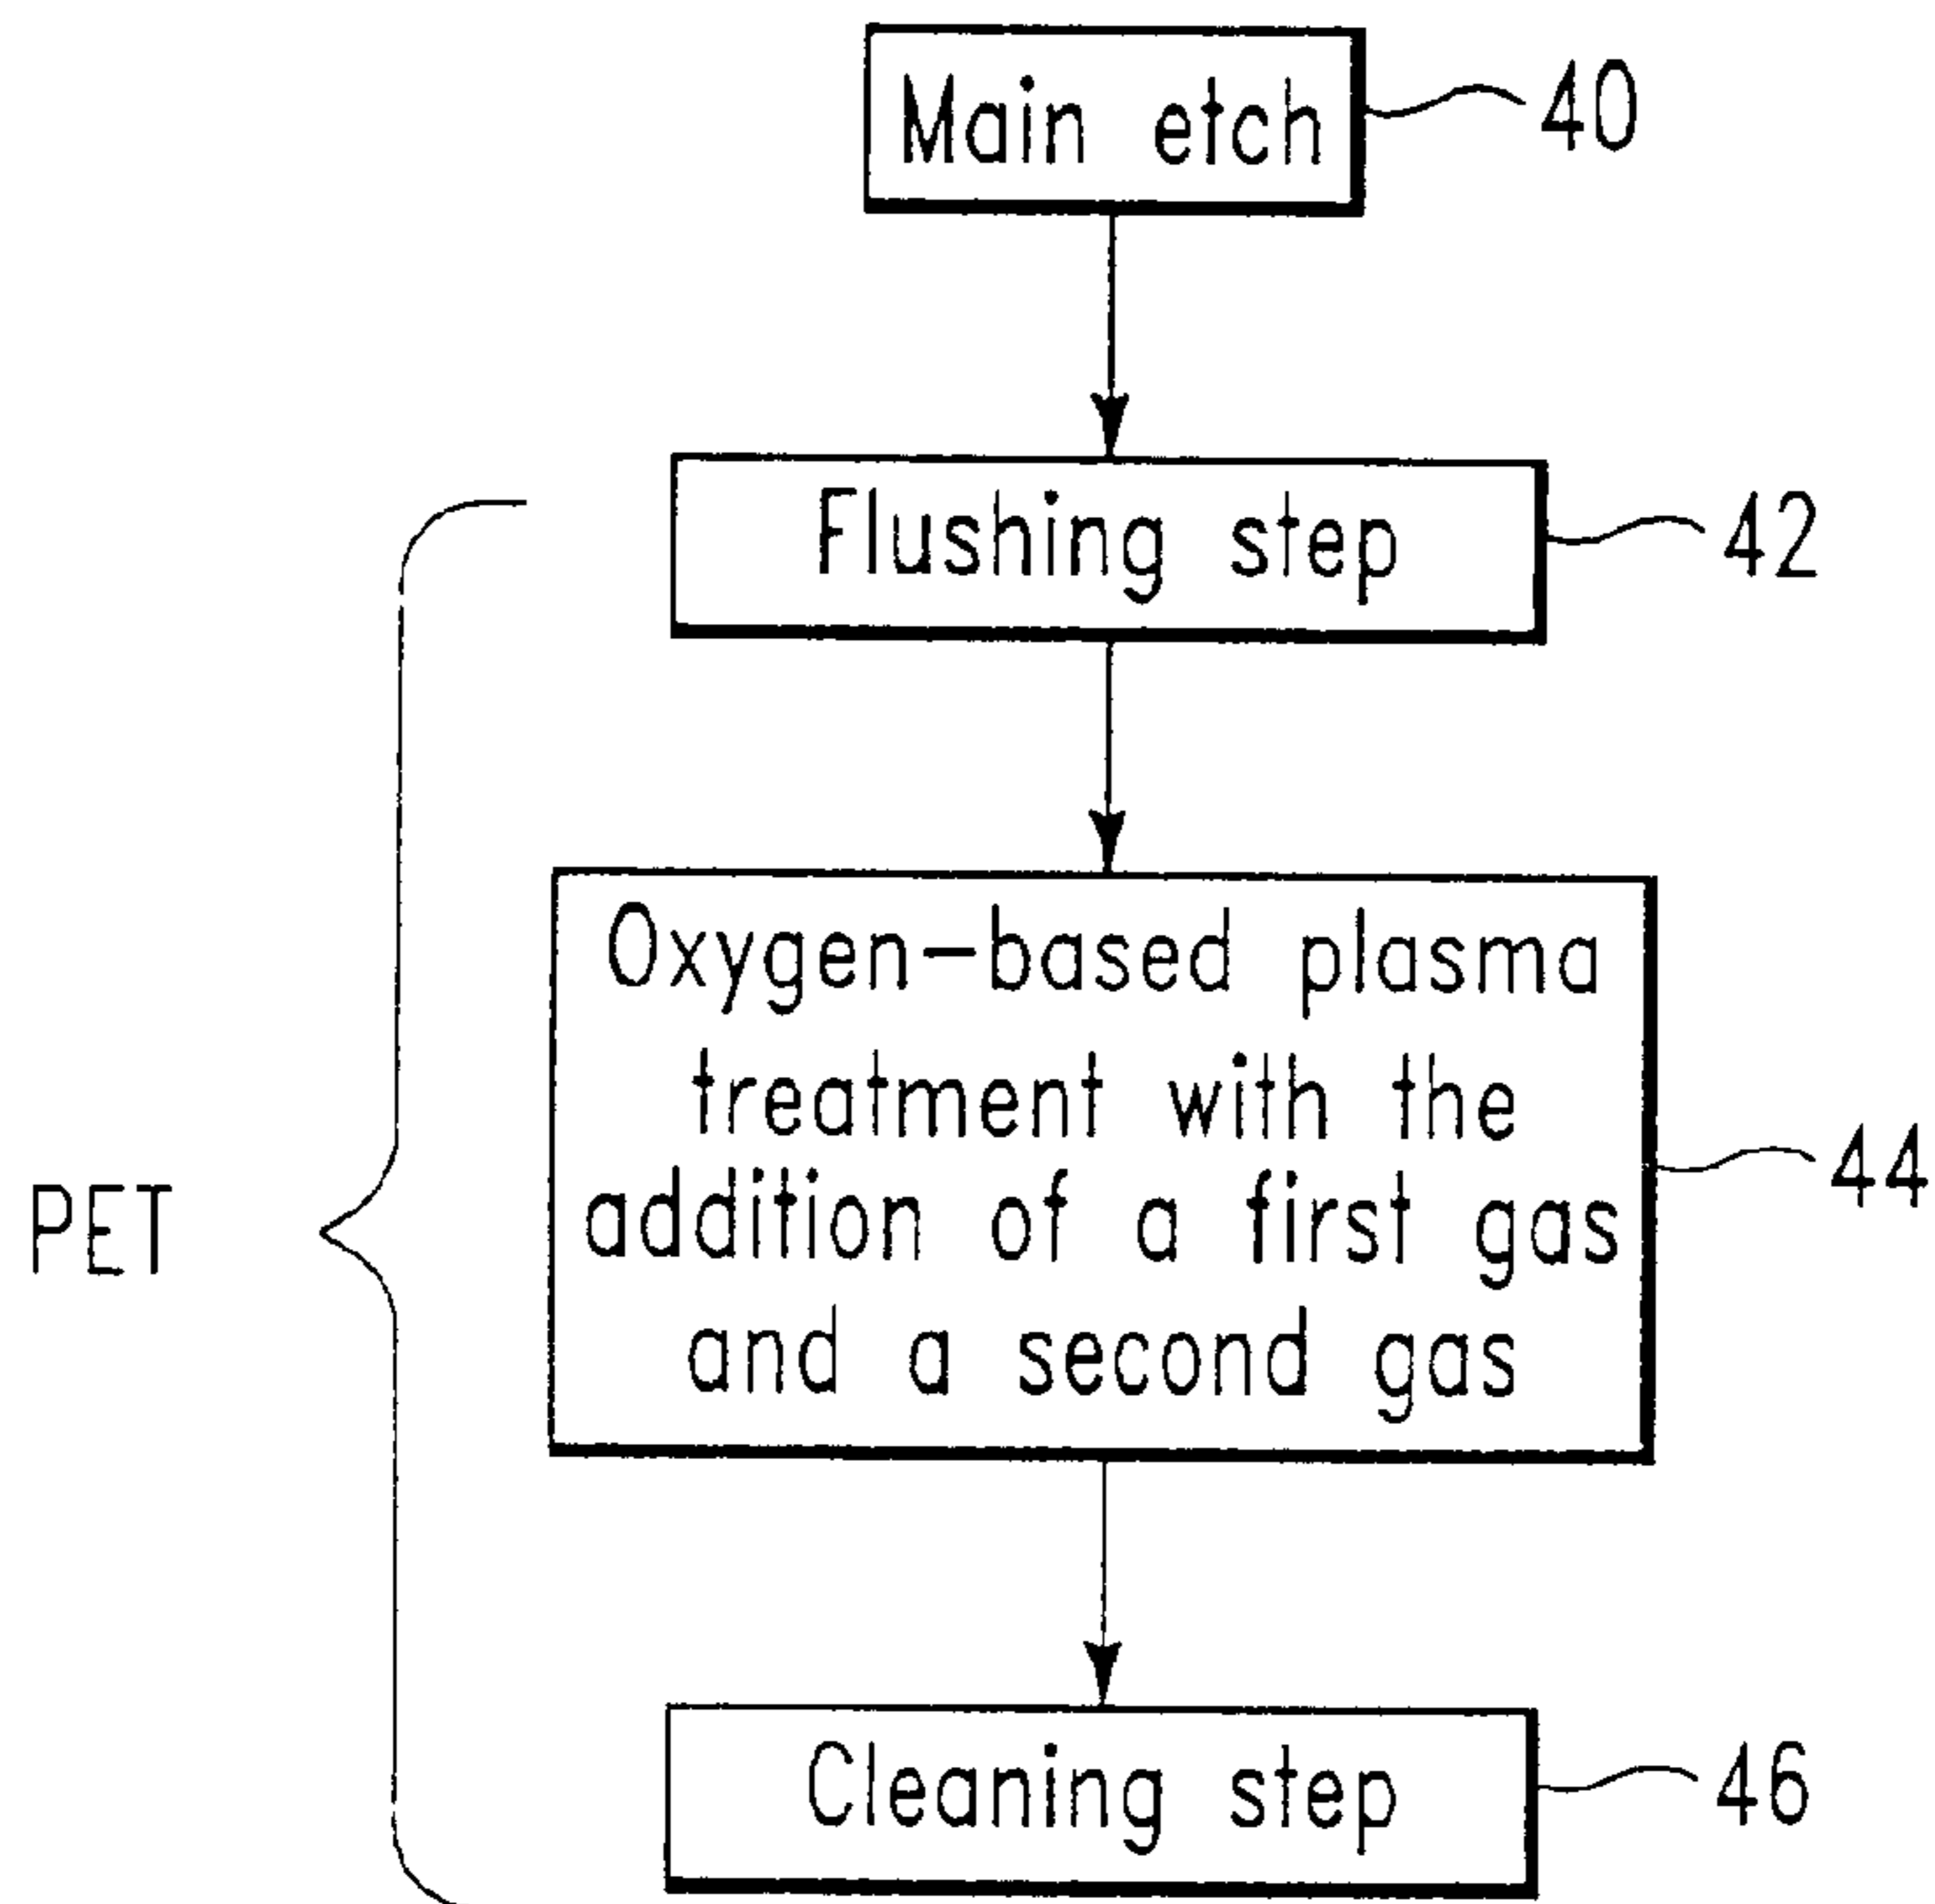 Main etch
40
Flushing step
42
Oxygen-based plasma
treatment with the
addition of a first gas
and a second gas
44
PET
Cleaning step
46